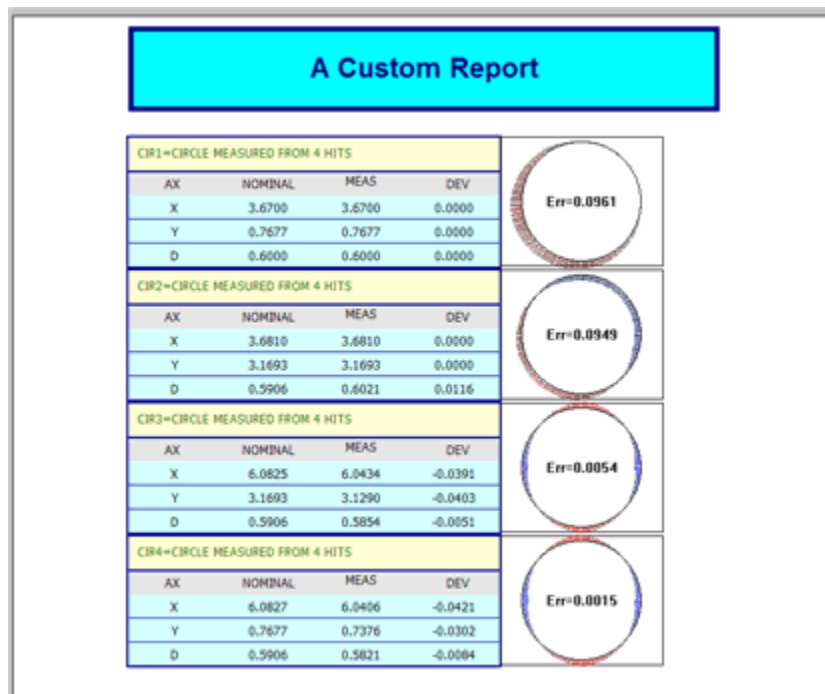 A Custom Report
CIR1=CIRCLE MEASURED FROM 4 HITS
AX NOMINAL MEAS DEV
X 3.6700 3.6700 0.0000
Y 0.7677 0.7677 0.0000
D 0.6000 0.6000 0.0000
Err=0.0961
CIR2=CIRCLE MEASURED FROM 4 HITS
AX NOMINAL MEAS DEV
X 3.6810 3.6810 0.0000
Y 3.1693 3.1693 0.0000
D 0.5906 0.6021 0.0116
Err=0.0949
CIR3=CIRCLE MEASURED FROM 4 HITS
AX NOMINAL MEAS DEV
X 6.0825 6.0434 -0.0391
Y 3.1693 3.1290 -0.0403
D 0.5906 0.5854 -0.0051
Err=0.0054
CIR4=CIRCLE MEASURED FROM 4 HITS
AX NOMINAL MEAS DEV
X 6.0827 6.0406 -0.0421
Y 0.7677 0.7376 -0.0302
D 0.5906 0.5821 -0.0084
Err=0.0015